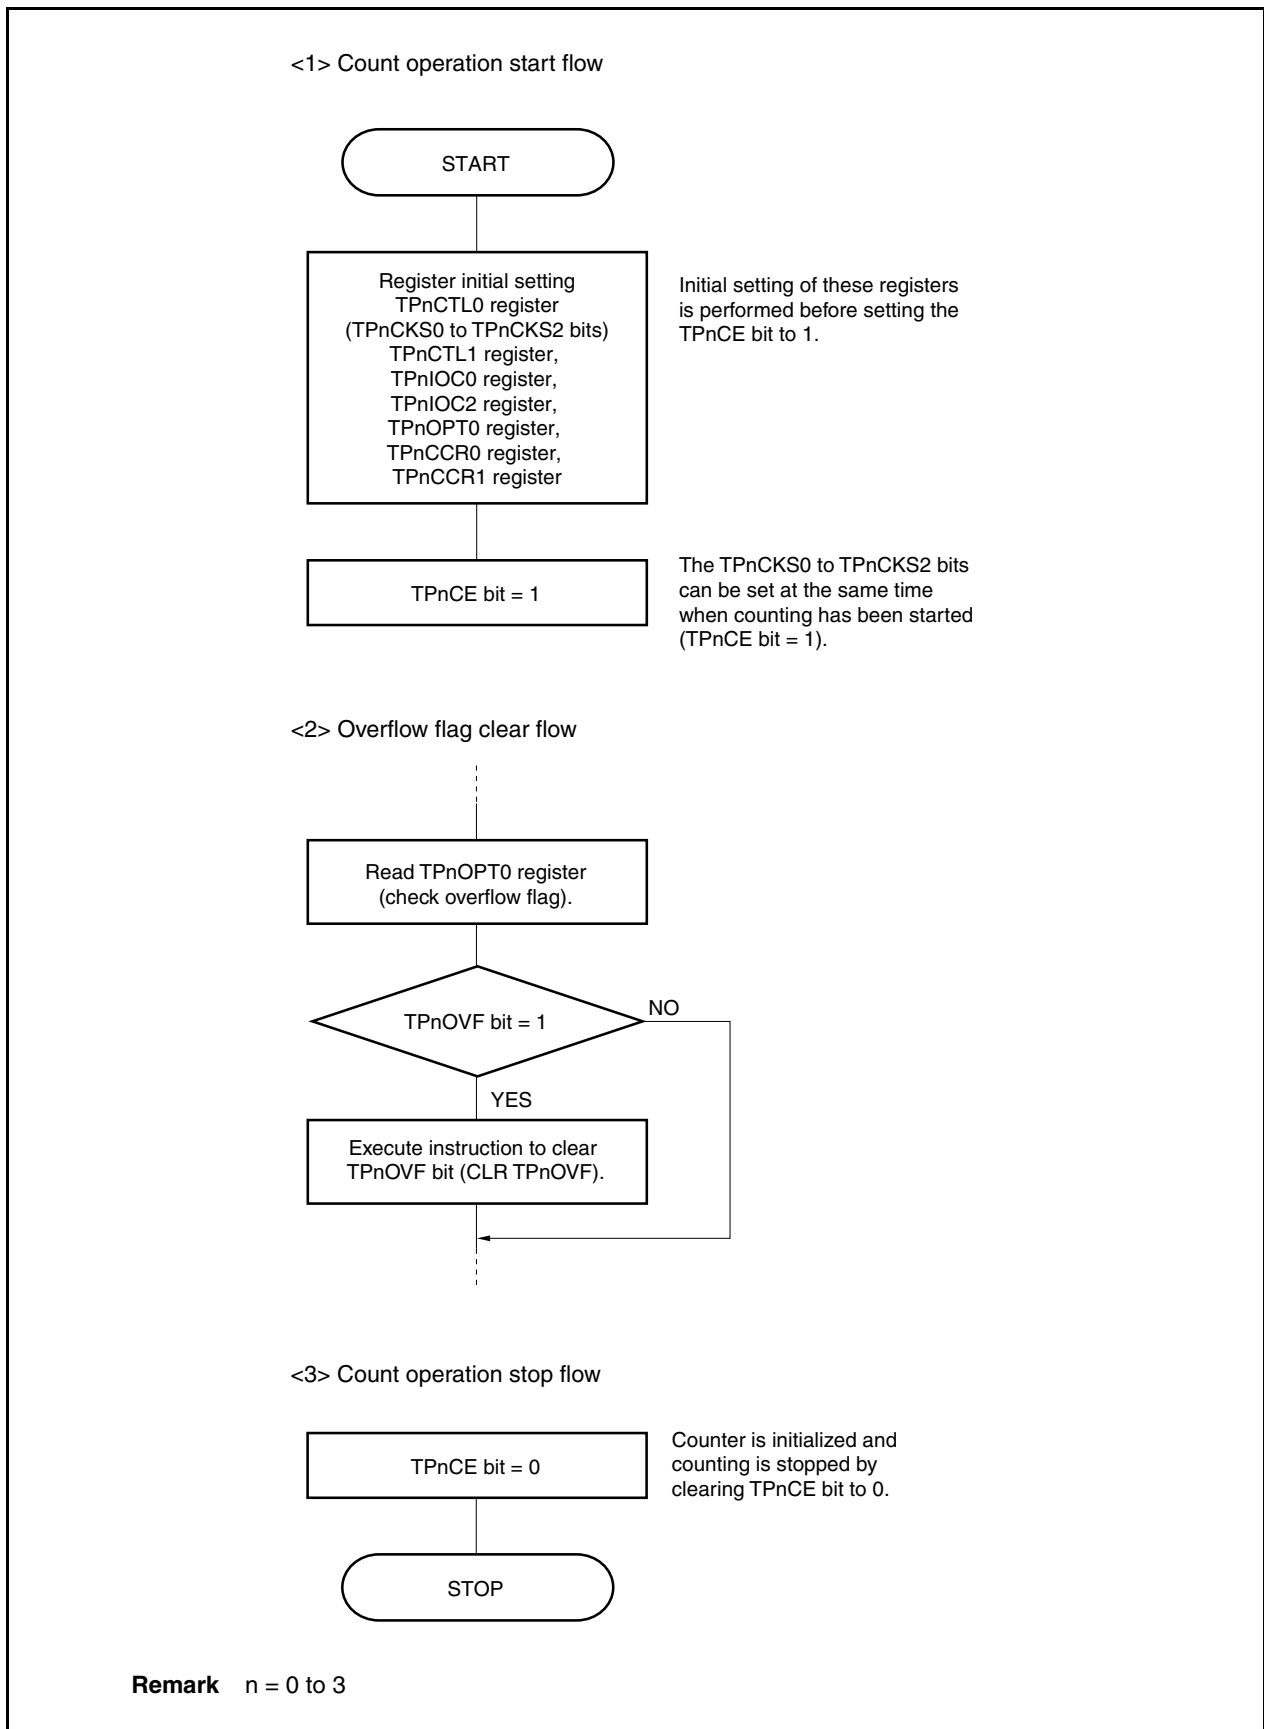 <1> Count operation start flow
START
Register initial setting
TPnCTL0 register
(TPnCKS0 to TPnCKS2 bits)
TPnCTL1 register,
TPnIOC0 register,
TPnIOC2 register,
TPnOPT0 register,
TPnCCR0 register,
TPnCCR1 register
Initial setting of these registers
is performed before setting the
TPnCE bit to 1.
TPnCE bit = 1
The TPnCKS0 to TPnCKS2 bits
can be set at the same time
when counting has been started
(TPnCE bit = 1).
<2> Overflow flag clear flow
Read TPnOPT0 register
(check overflow flag).
TPnOVF bit = 1
NO
YES
Execute instruction to clear
TPnOVF bit (CLR TPnOVF).
<3> Count operation stop flow
TPnCE bit = 0
Counter is initialized and
counting is stopped by
clearing TPnCE bit to 0.
STOP
Remark n = 0 to 3